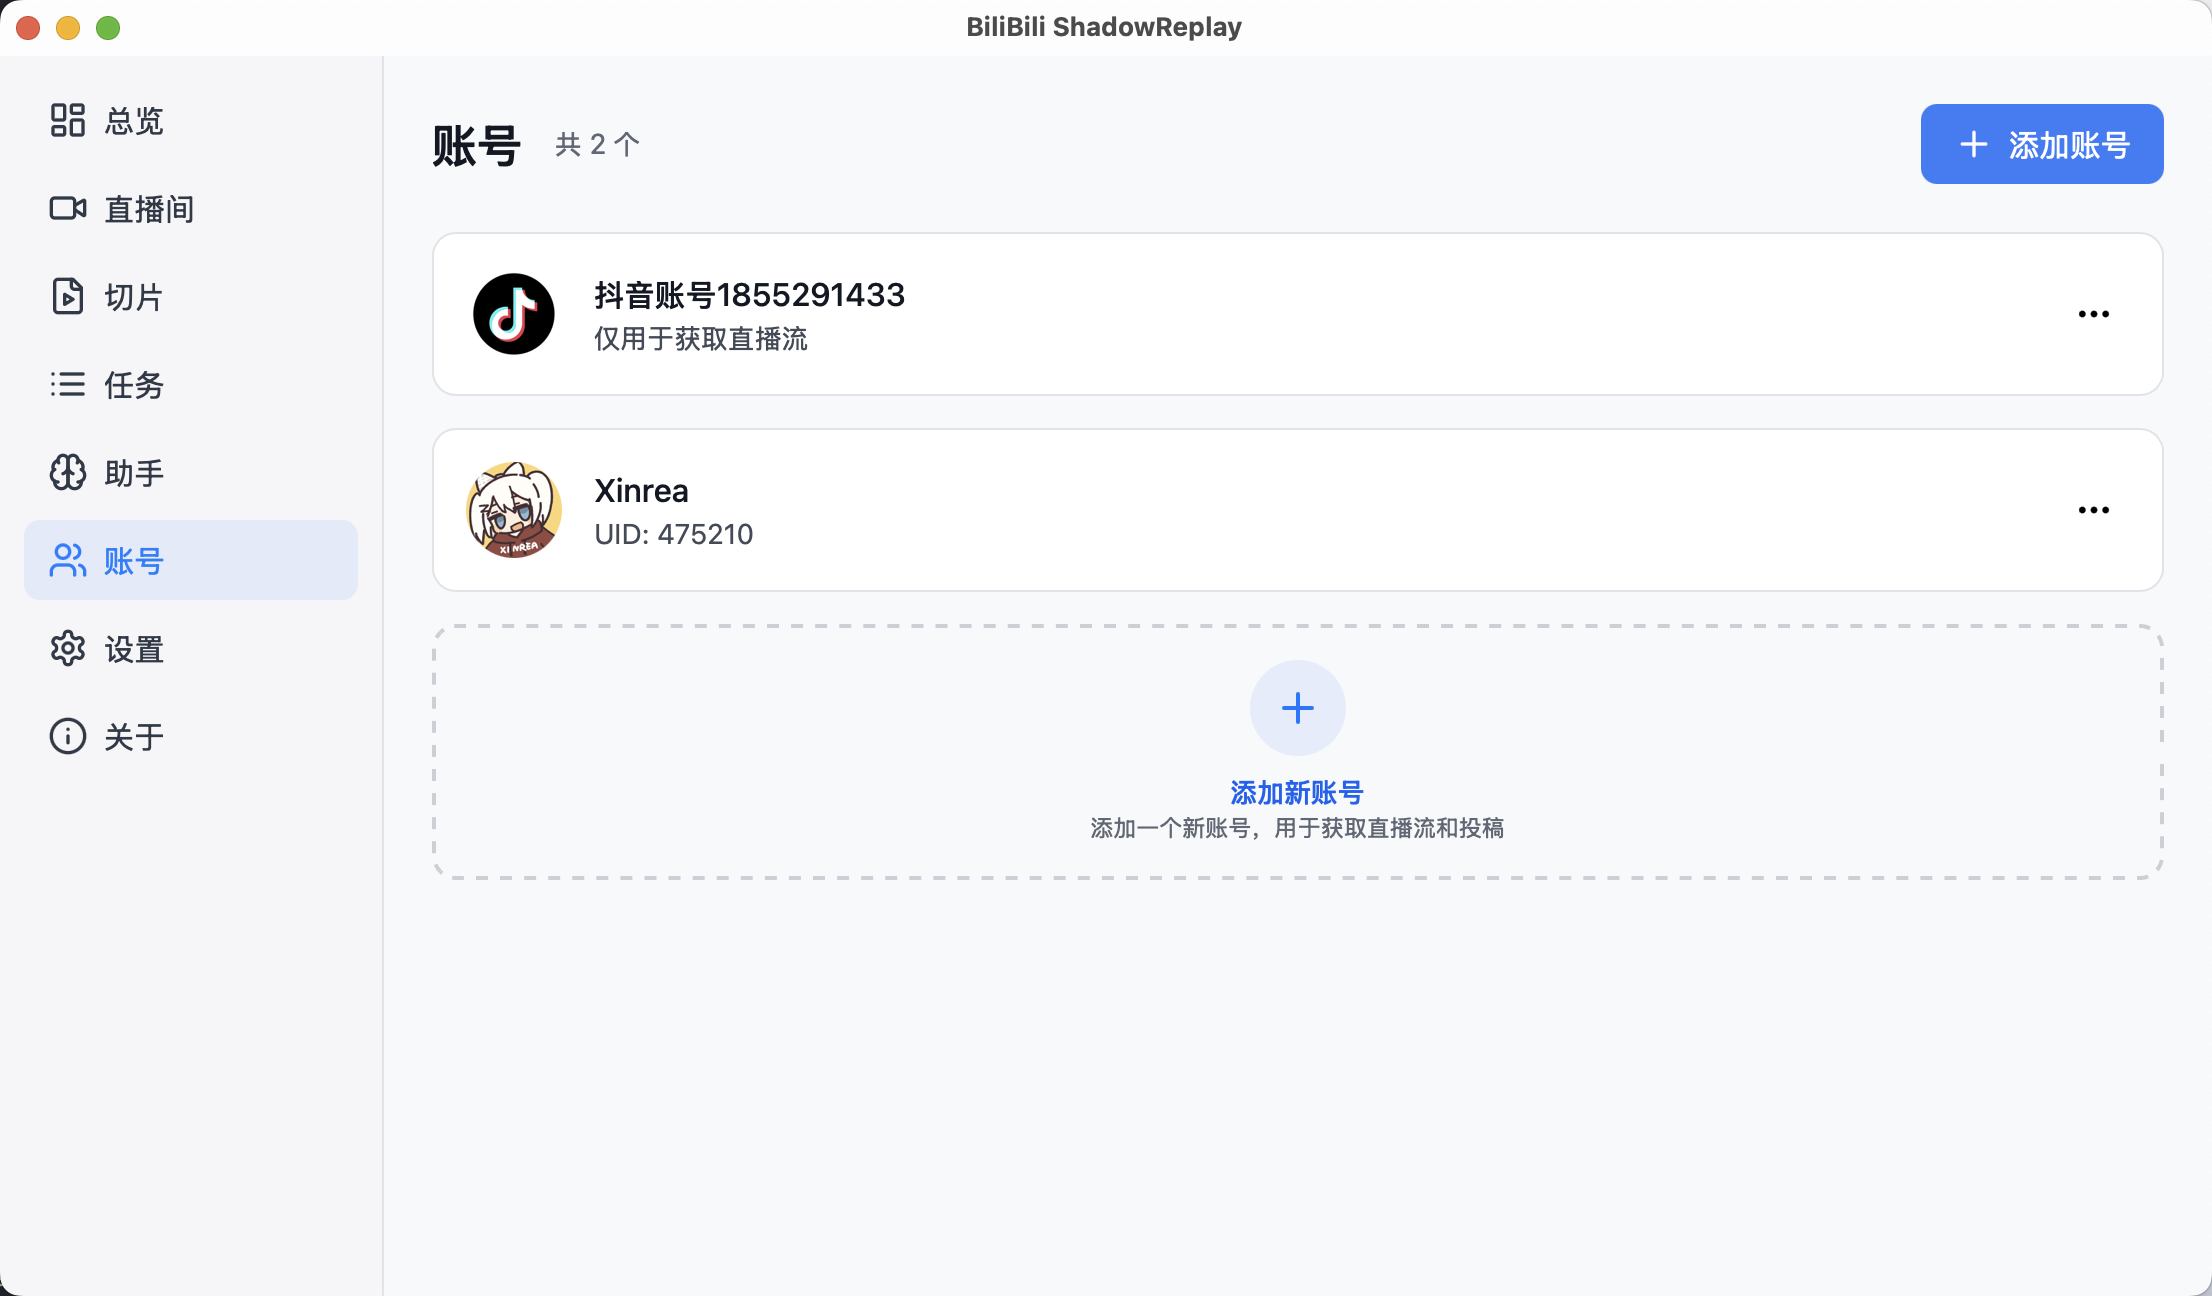 BiliBili ShadowReplay
总览
直播间
切片
任务
助手
账号
设置
关于
账号
共 2 个
添加账号
抖音账号1855291433
仅用于获取直播流
XINREA
Xinrea
UID: 475210
添加新账号
添加一个新账号，用于获取直播流和投稿